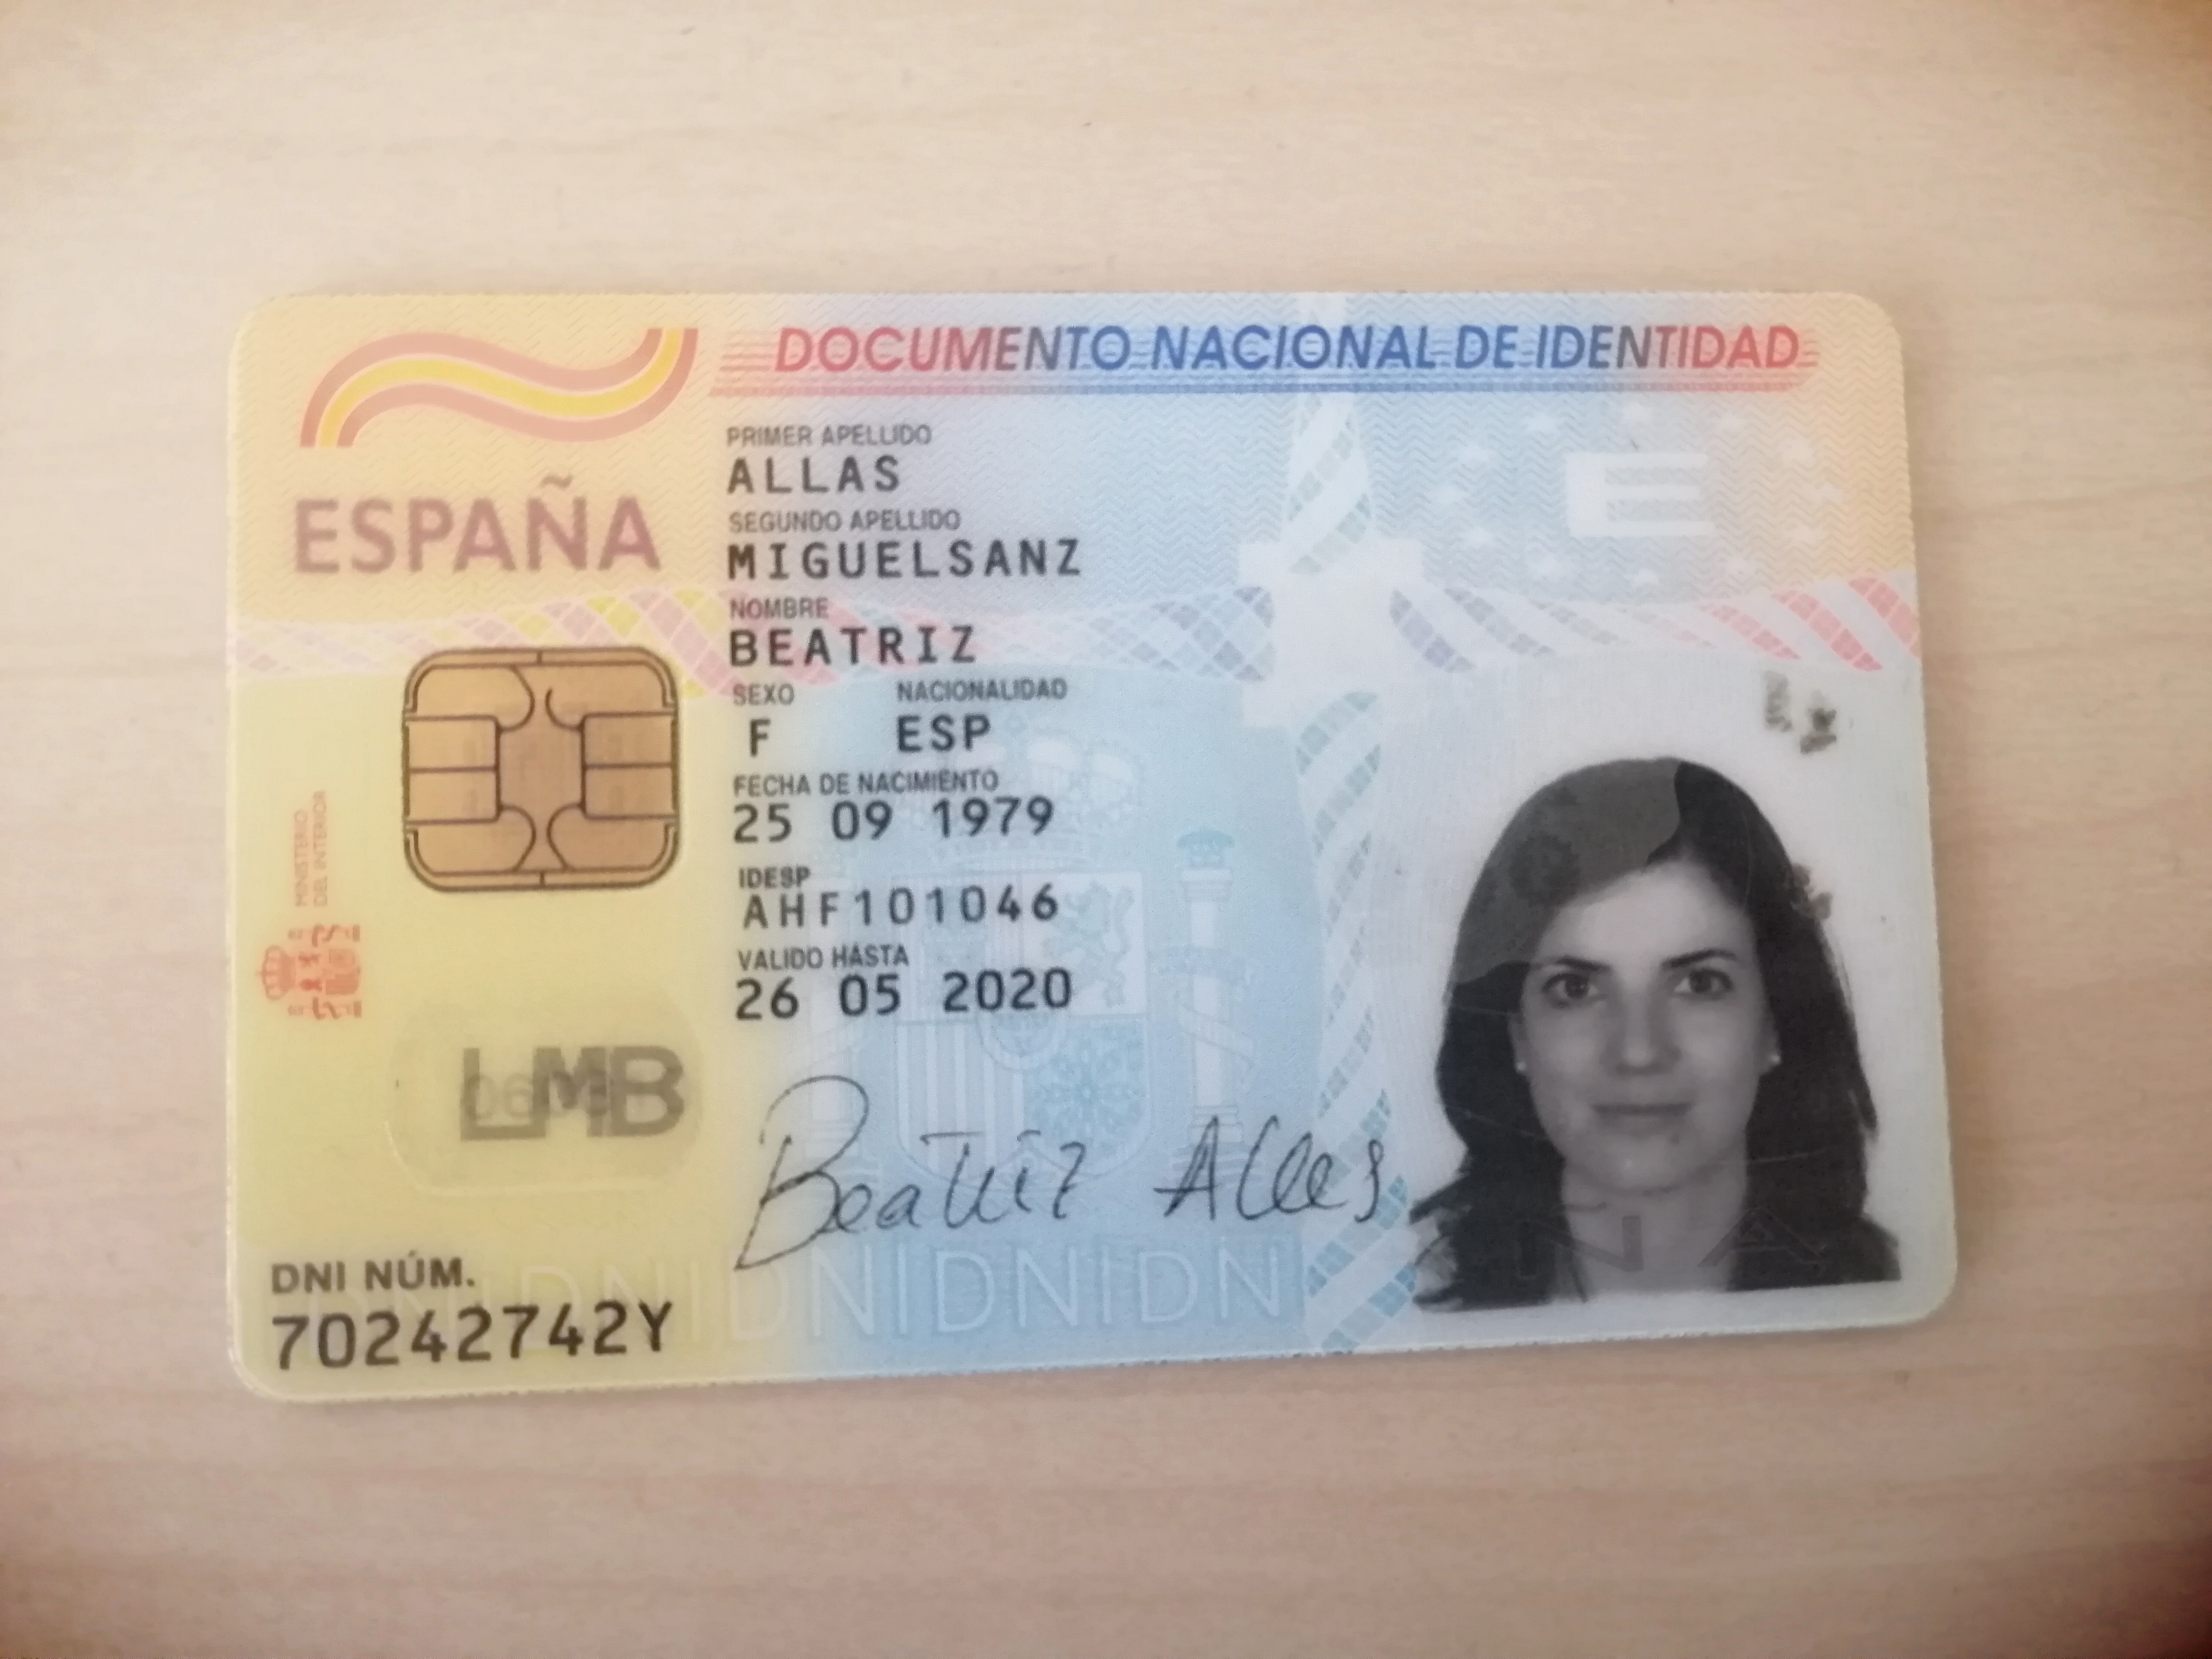 DOCUMENTO NACIONAL DE IDENTIDAD
ESPAÑA
PRIMER APELLIDO
ALLAS
SEGUNDO APELLIDO
MIGUELSANZ
NOMBRE
BEATRIZ
SEXO NACIONALIDAD
F ESP
FECHA DE NACIMIENTO
25 09 1979
IDESP
AHF101046
VALIDO HASTA
26 05 2020
MINISTERIO
DEL INTERIOR
E
LMB
Beatriz Allas
DNI NÚM.
70242742Y
DNIDNIDNIDN